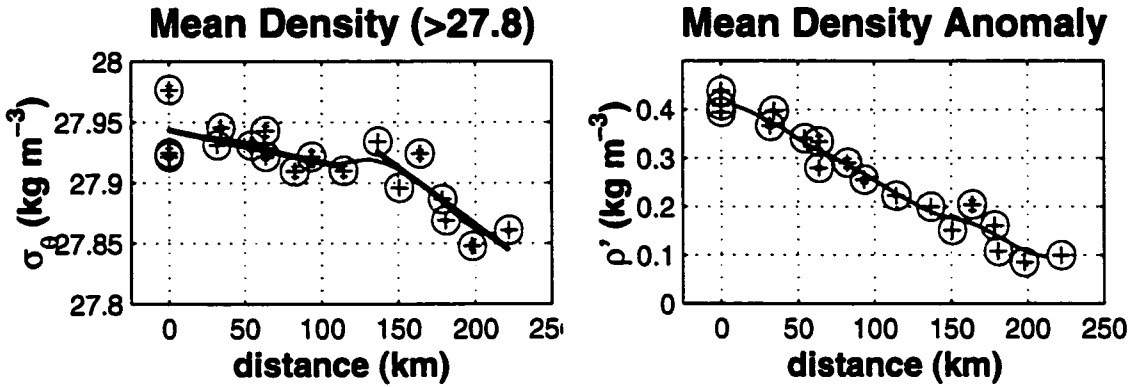 Mean Density (>27.8)
28
27.95
27.9
27.85
27.8
σθ (kg m⁻³)
0 50 100 150 200 250
distance (km)
Mean Density Anomaly
0.4
0.3
0.2
0.1
0
ρ' (kg m⁻³)
0 50 100 150 200 250
distance (km)